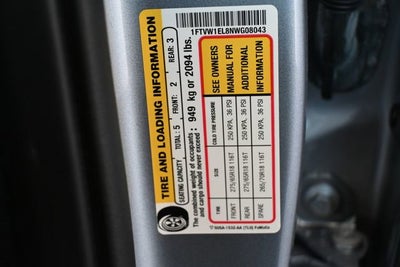 1FTVW1EL8NWG08043
TIRE AND LOADING INFORMATION
SEATING CAPACITY TOTAL: 5 FRONT: 2 REAR: 3
The combined weight of occupants
and cargo should never exceed : 949 kg or 2094 lbs.
SIZE COLD TIRE PRESSURE
FRONT 275/65R18 116T 250 KPA, 36 PSI
REAR 275/65R18 116T 250 KPA, 36 PSI
SPARE 265/70R18 116T 250 KPA, 36 PSI
SEE OWNERS
MANUAL FOR
ADDITIONAL
INFORMATION